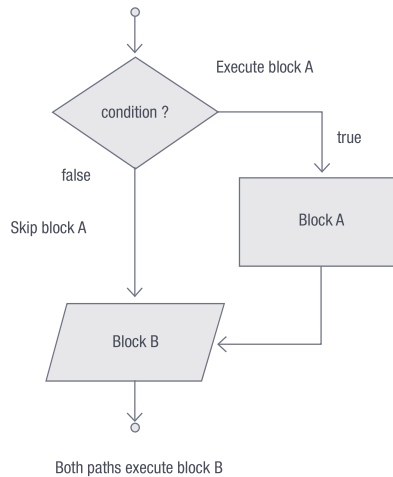 Execute block A
condition ?
true
false
Block A
Skip block A
Block B
Both paths execute block B